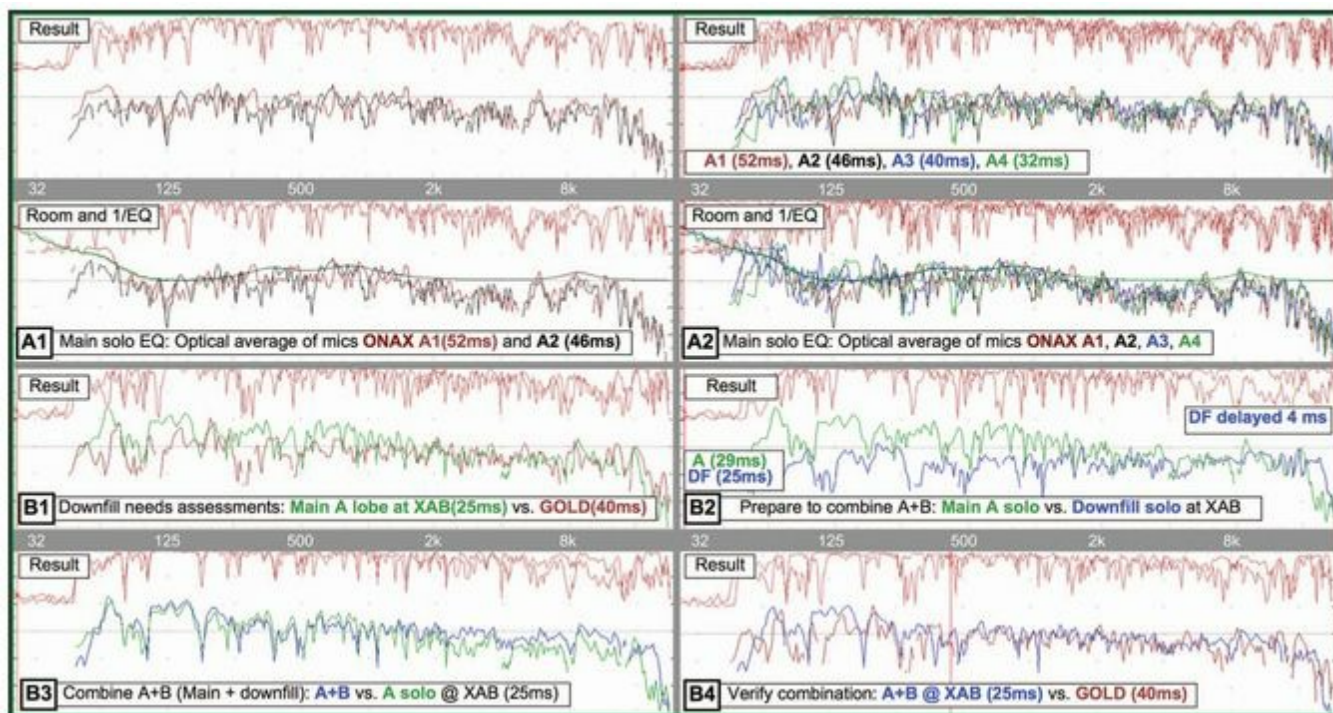 Result
Result
A1 (52ms), A2 (46ms), A3 (40ms), A4 (32ms)
32 125 500 2k 8k
32 125 500 2k 8k
Room and 1/EQ
Room and 1/EQ
A1 Main solo EQ: Optical average of mics ONAX A1(52ms) and A2 (46ms)
A2 Main solo EQ: Optical average of mics ONAX A1, A2, A3, A4
Result
Result
DF delayed 4 ms
A (29ms)
DF (25ms)
B1 Downfill needs assessments: Main A lobe at XAB(25ms) vs. GOLD(40ms)
B2 Prepare to combine A+B: Main A solo vs. Downfill solo at XAB
32 125 500 2k 8k
32 125 500 2k 8k
Result
Result
B3 Combine A+B (Main + downfill): A+B vs. A solo @ XAB (25ms)
B4 Verify combination: A+B @ XAB (25ms) vs. GOLD (40ms)